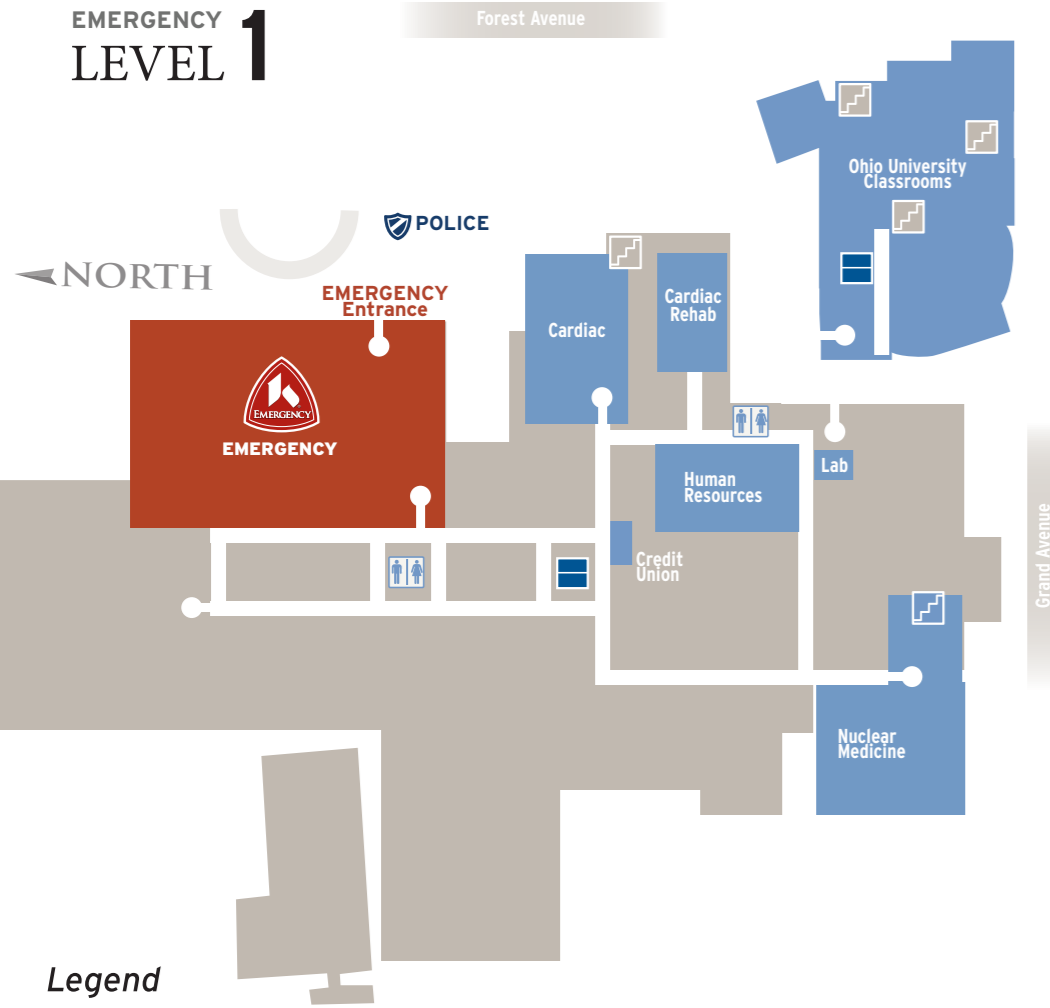 EMERGENCY
LEVEL 1
Forest Avenue
Ohio University
Classrooms
POLICE
NORTH
EMERGENCY
Entrance
Cardiac
Rehab
Cardiac
EMERGENCY
EMERGENCY
Human
Resources
Lab
Credit
Union
Grand Avenue
Nuclear
Medicine
Legend